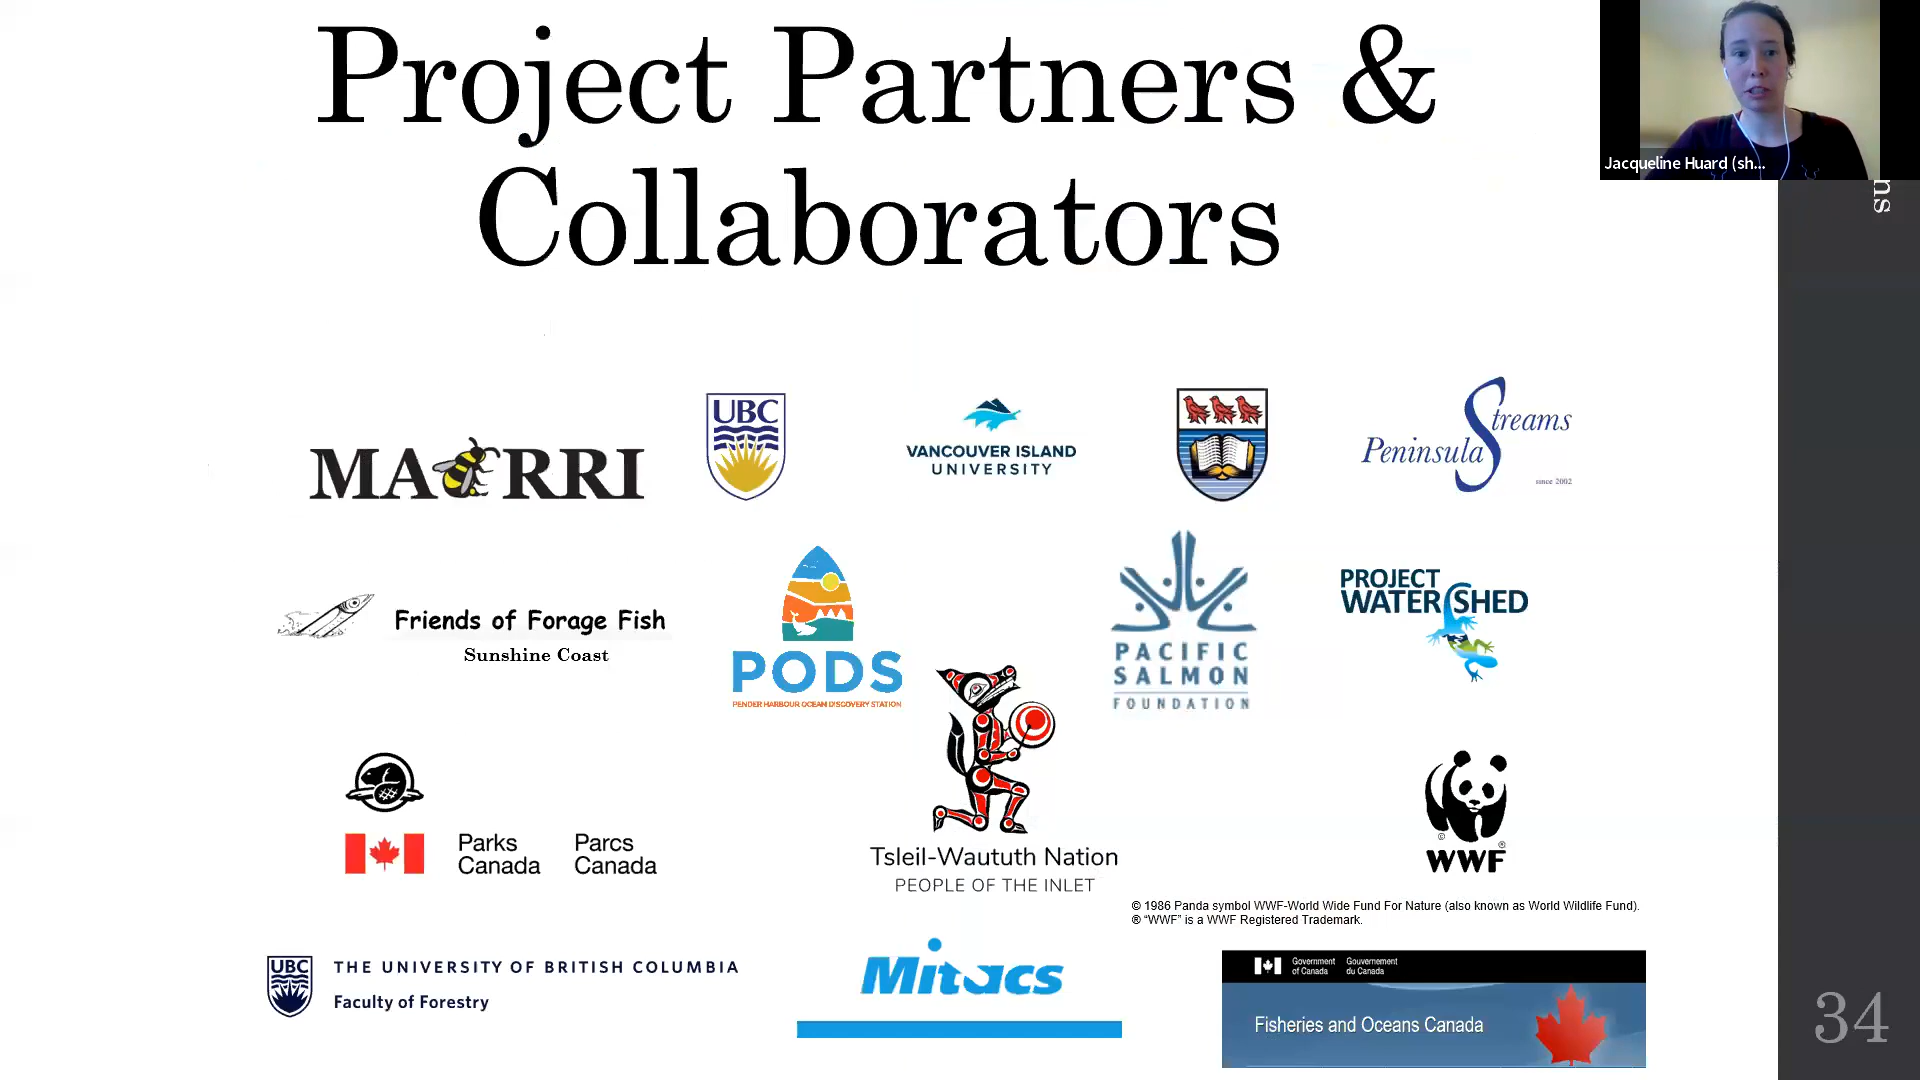 Project Partners &
Collaborators
Jacqueline Huard (sh...
ns
MA RRI
UBC
VANCOUVER ISLAND
UNIVERSITY
Peninsula Streams
since 2002
Friends of Forage Fish
Sunshine Coast
PODS
PENDER HARBOUR OCEAN DISCOVERY STATION
PACIFIC
SALMON
FOUNDATION
PROJECT
WATERSHED
Parks Canada
Parcs Canada
Tsleil-Waututh Nation
PEOPLE OF THE INLET
©
®
WWF
© 1986 Panda symbol WWF-World Wide Fund For Nature (also known as World Wildlife Fund).
® “WWF” is a WWF Registered Trademark.
UBC
THE UNIVERSITY OF BRITISH COLUMBIA
Faculty of Forestry
Mitacs
Government of Canada
Gouvernement du Canada
Fisheries and Oceans Canada
34